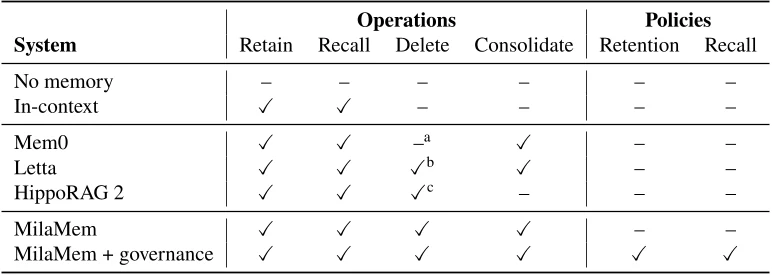 Operations Policies
System Retain Recall Delete Consolidate Retention Recall
No memory – – – – – –
In-context ✓ ✓ – – – –
Mem0 ✓ ✓ –a ✓ – –
Letta ✓ ✓ ✓b ✓ – –
HippoRAG 2 ✓ ✓ ✓c – – –
MilaMem ✓ ✓ ✓ ✓ – –
MilaMem + governance ✓ ✓ ✓ ✓ ✓ ✓